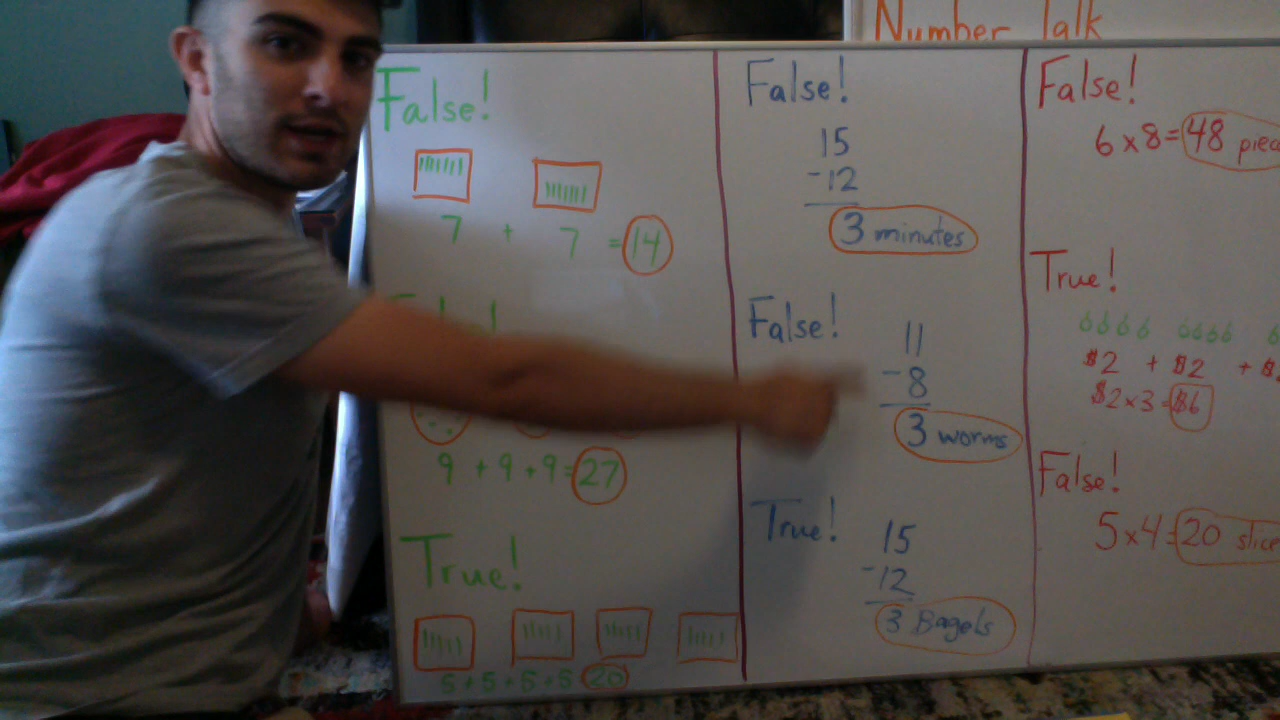 Number Talk
False!
7 + 7 = 14
9 + 9 + 9 = 27
True!
5 + 5 + 5 + 5 20
False!
15
-12
3 minutes
False!
11
-8
3 worms
True!
15
-12
3 Bagels
False!
6 x 8 = 48
True!
$2 + $2 +
$2 x 3 = $6
False!
5 x 4 = 20